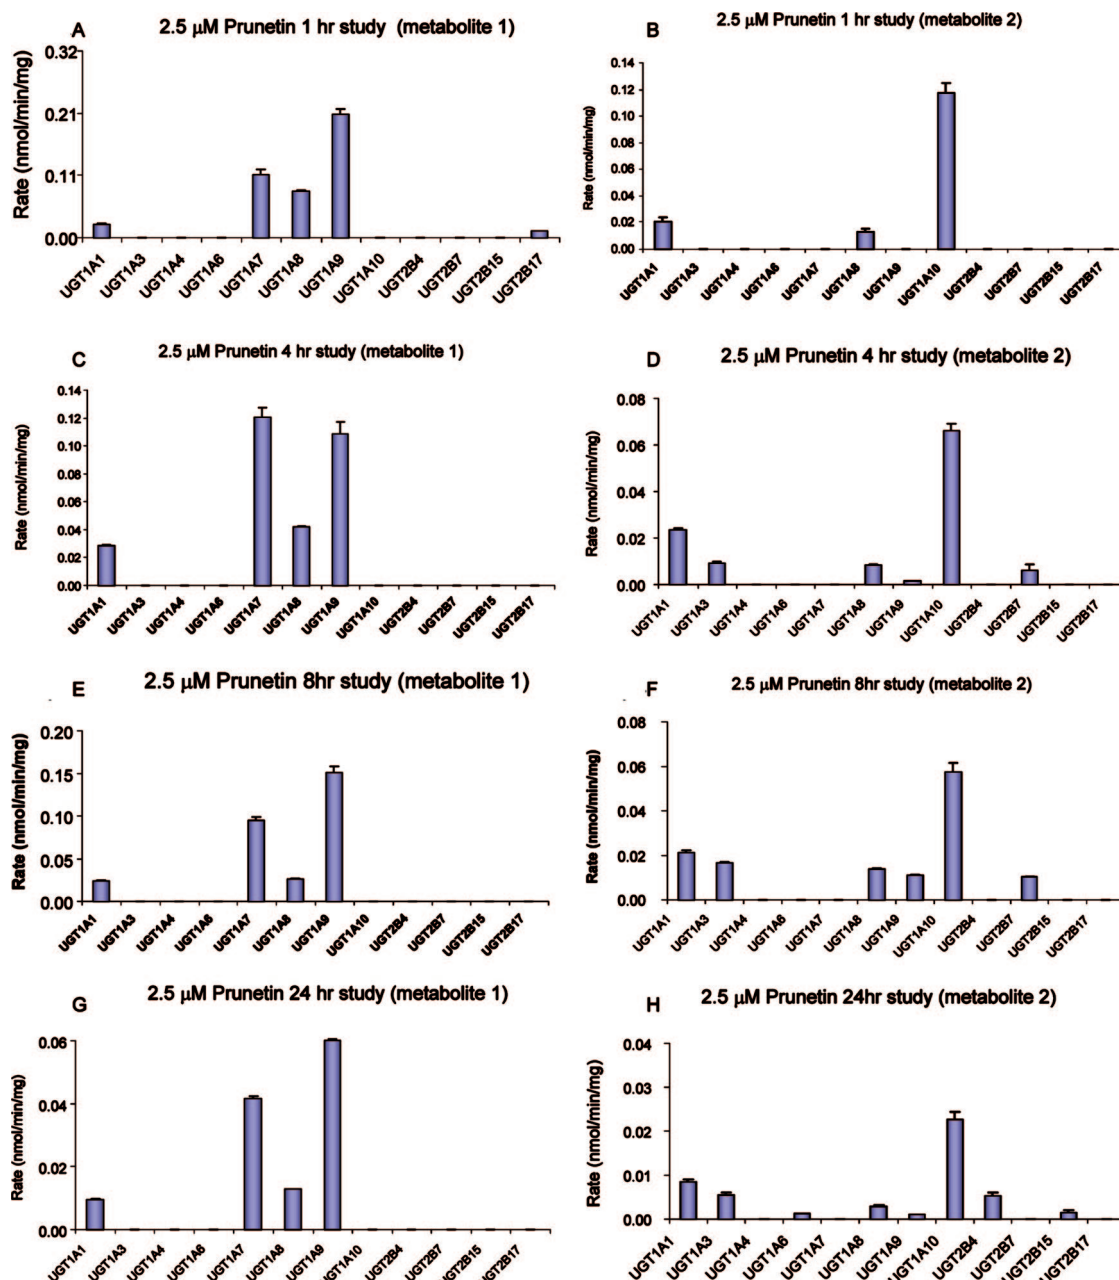 A
2.5 µM Prunetin 1 hr study (metabolite 1)
Rate (nmol/min/mg)
0.32
0.21
0.11
0.00
UGT1A1
UGT1A3
UGT1A4
UGT1A6
UGT1A7
UGT1A8
UGT1A9
UGT1A10
UGT2B4
UGT2B7
UGT2B15
UGT2B17
B
2.5 µM Prunetin 1 hr study (metabolite 2)
Rate (nmol/min/mg)
0.14
0.12
0.10
0.08
0.06
0.04
0.02
0.00
UGT1A1
UGT1A3
UGT1A4
UGT1A6
UGT1A7
UGT1A8
UGT1A9
UGT1A10
UGT2B4
UGT2B7
UGT2B15
UGT2B17
C
2.5 µM Prunetin 4 hr study (metabolite 1)
Rate (nmol/min/mg)
0.14
0.12
0.10
0.08
0.06
0.04
0.02
0.00
UGT1A1
UGT1A3
UGT1A4
UGT1A6
UGT1A7
UGT1A8
UGT1A9
UGT1A10
UGT2B4
UGT2B7
UGT2B15
UGT2B17
D
2.5 µM Prunetin 4 hr study (metabolite 2)
Rate (nmol/min/mg)
0.08
0.06
0.04
0.02
0.00
UGT1A1
UGT1A3
UGT1A4
UGT1A6
UGT1A7
UGT1A8
UGT1A9
UGT1A10
UGT2B4
UGT2B7
UGT2B15
UGT2B17
E
2.5 µM Prunetin 8hr study (metabolite 1)
Rate (nmol/min/mg)
0.20
0.15
0.10
0.05
0.00
UGT1A1
UGT1A3
UGT1A4
UGT1A6
UGT1A7
UGT1A8
UGT1A9
UGT1A10
UGT2B4
UGT2B7
UGT2B15
UGT2B17
F
2.5 µM Prunetin 8hr study (metabolite 2)
Rate (nmol/min/mg)
0.08
0.06
0.04
0.02
0.00
UGT1A1
UGT1A3
UGT1A4
UGT1A6
UGT1A7
UGT1A8
UGT1A9
UGT1A10
UGT2B4
UGT2B7
UGT2B15
UGT2B17
G
2.5 µM Prunetin 24 hr study (metabolite 1)
Rate (nmol/min/mg)
0.06
0.04
0.02
0.00
UGT1A1
UGT1A3
UGT1A4
UGT1A6
UGT1A7
UGT1A8
UGT1A9
UGT1A10
UGT2B4
UGT2B7
UGT2B15
UGT2B17
H
2.5 µM Prunetin 24hr study (metabolite 2)
Rate (nmol/min/mg)
0.04
0.03
0.02
0.01
0.00
UGT1A1
UGT1A3
UGT1A4
UGT1A6
UGT1A7
UGT1A8
UGT1A9
UGT1A10
UGT2B4
UGT2B7
UGT2B15
UGT2B17